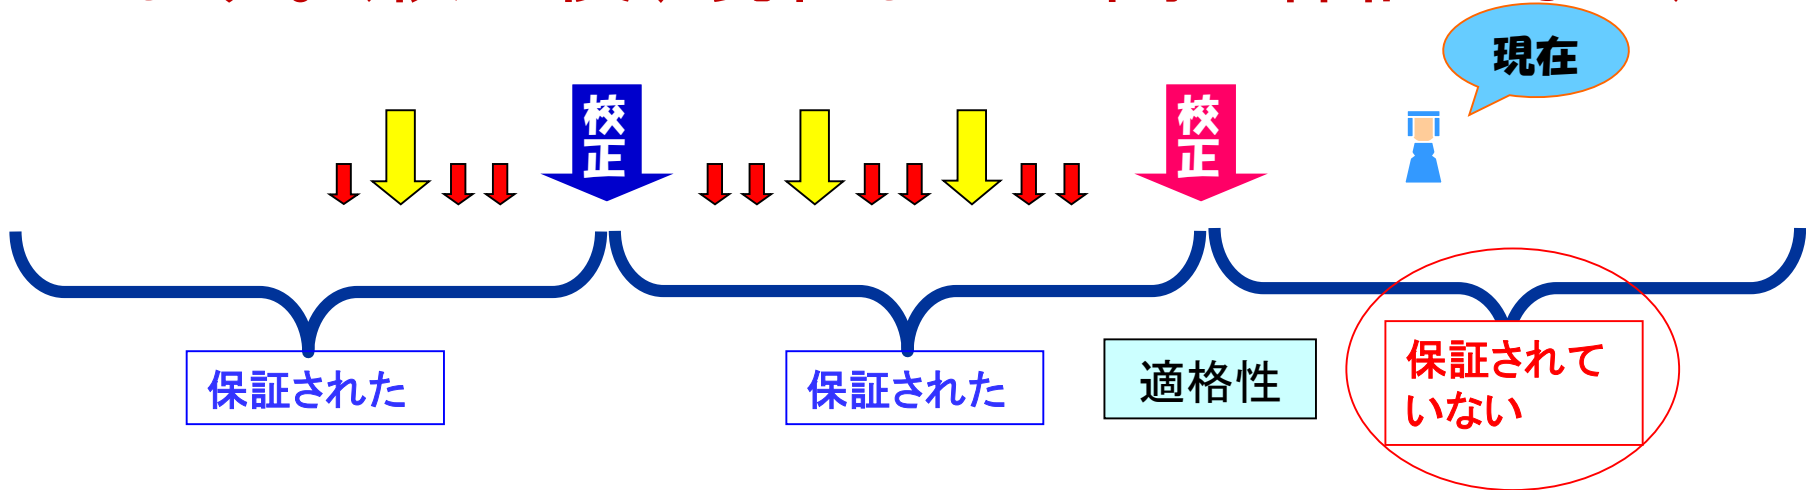 現在
校正
校正
保証された
保証された
適格性
保証されて
いない